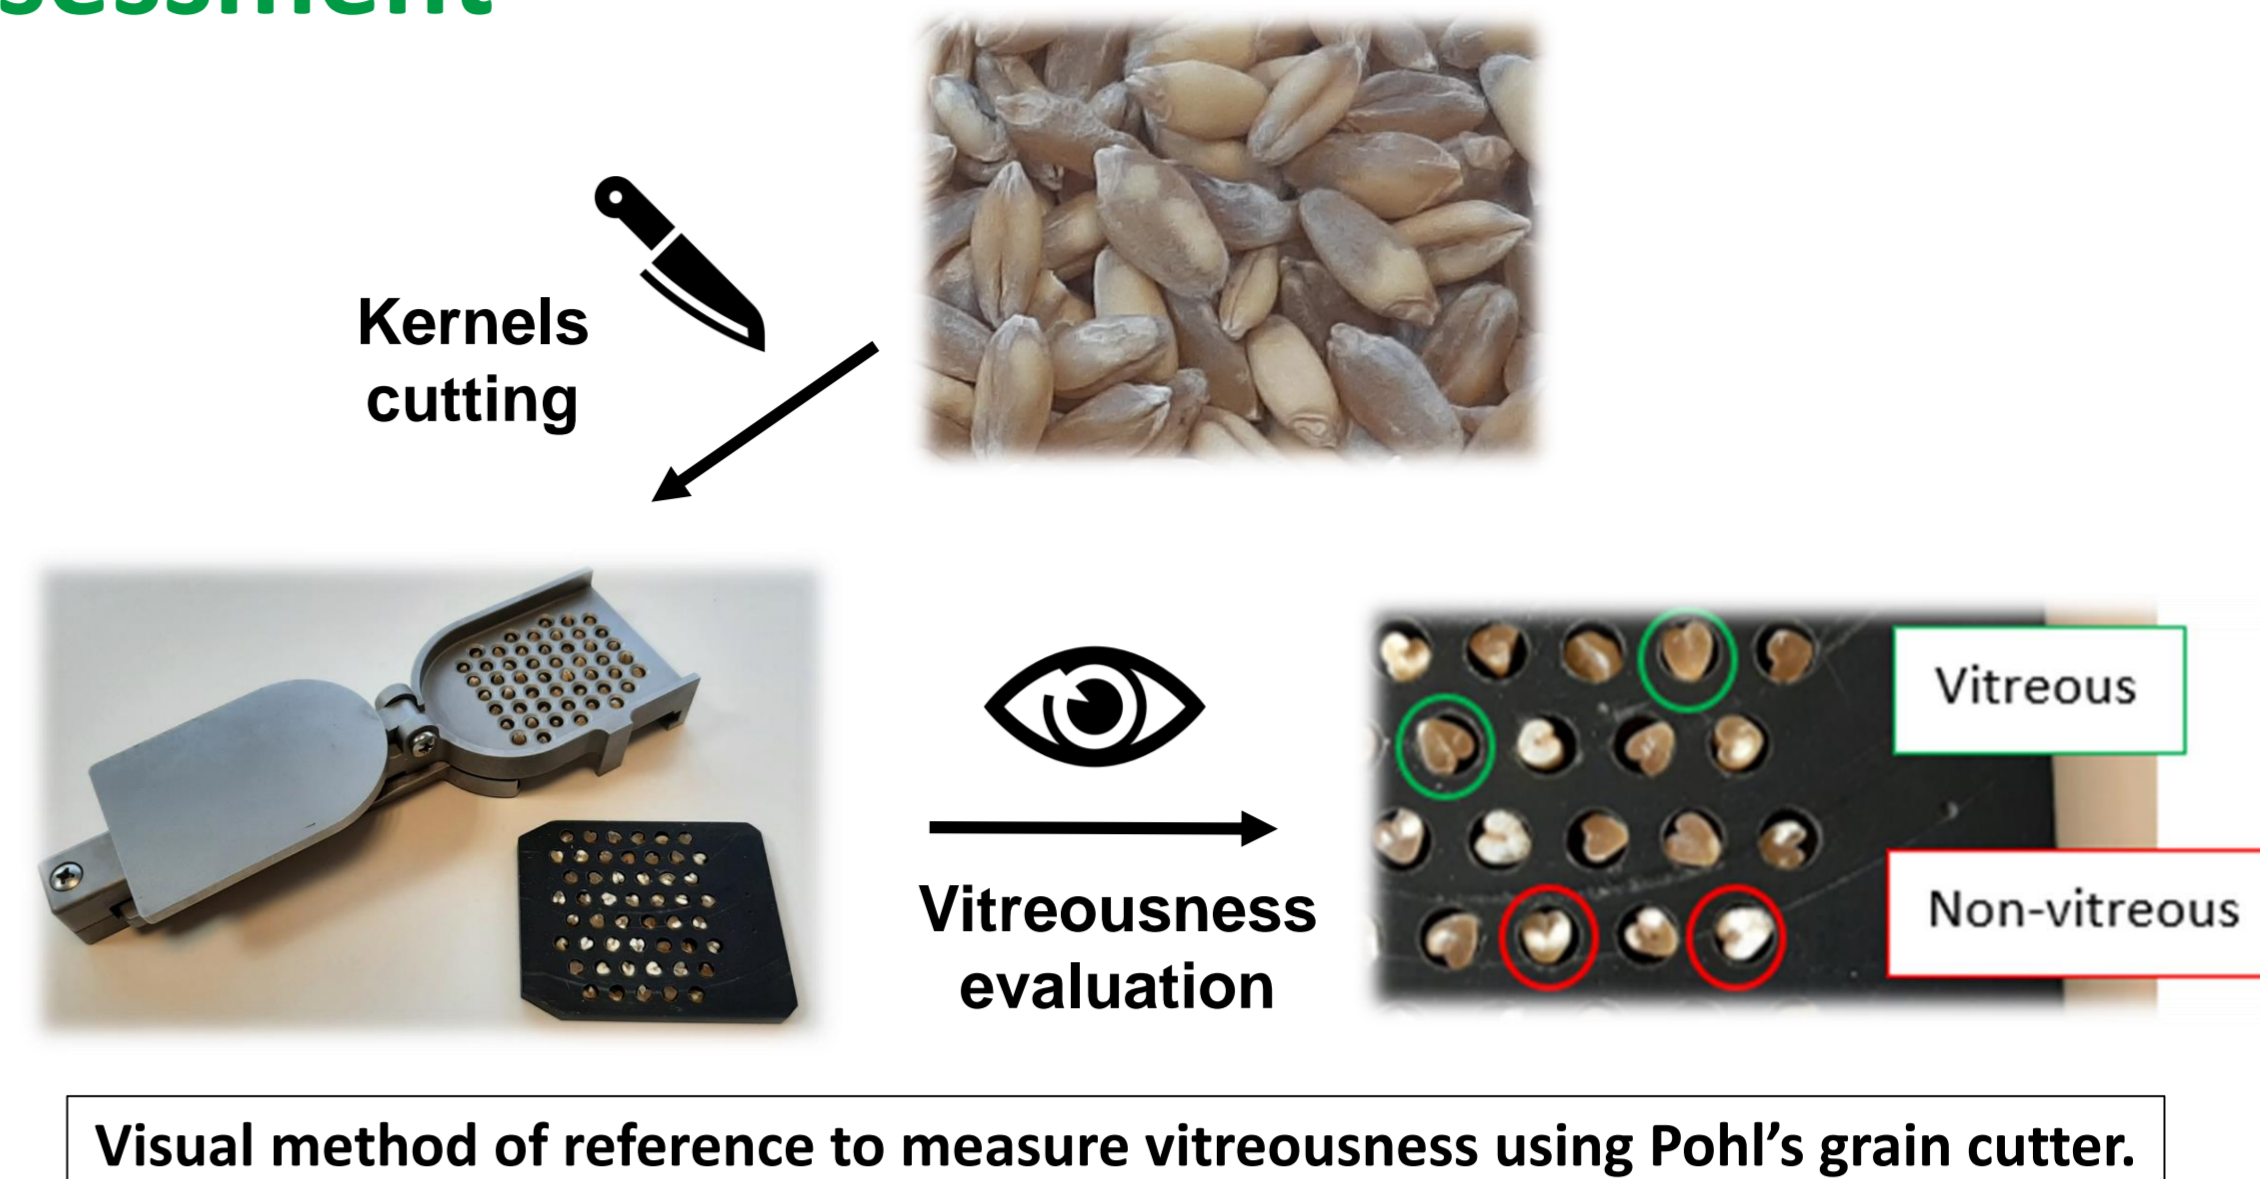 Kernels
cutting
Vitreous
Non-vitreous
Vitreousness
evaluation
Visual method of reference to measure vitreousness using Pohl's grain cutter.